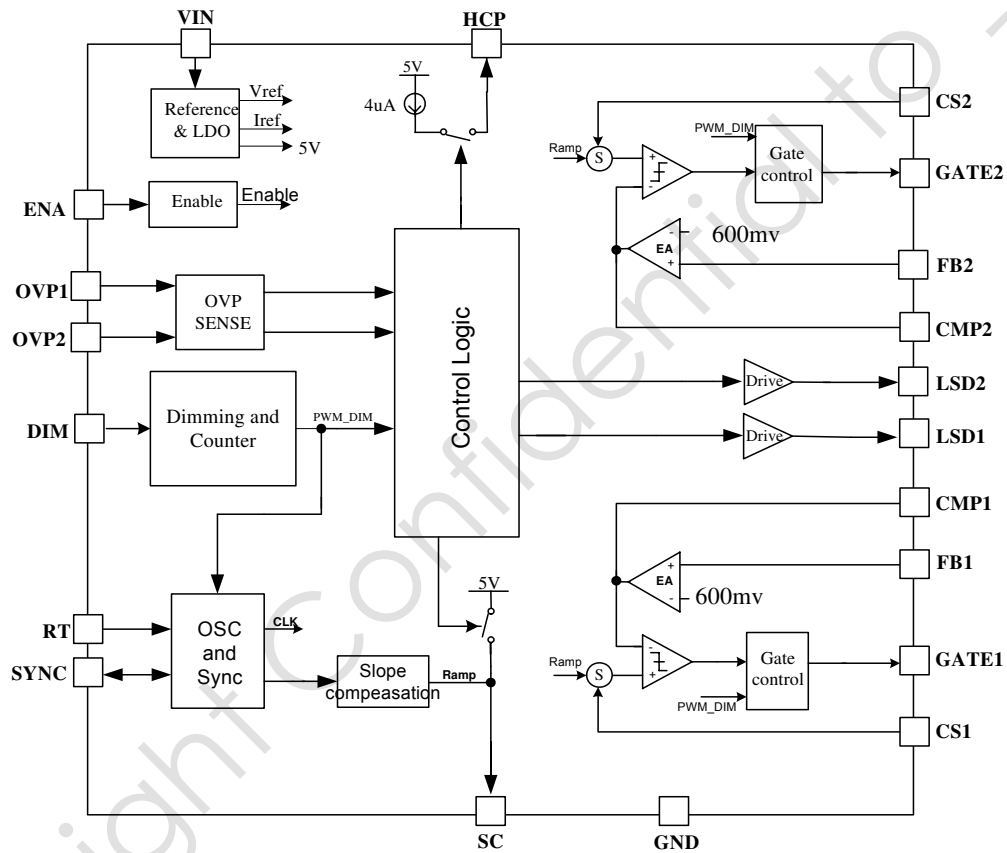 VIN
HCP
5V
4uA
Reference
& LDO
Vref
Iref
5V
CS2
PWM_DIM
Ramp
S
+
-
Gate
control
GATE2
ENA
Enable
Enable
600mv
-
EA
+
FB2
OVP1
OVP2
OVP
SENSE
CMP2
Control Logic
Drive
LSD2
DIM
Dimming and
Counter
PWM_DIM
Drive
LSD1
CMP1
+
EA
-
600mv
FB1
5V
RT
SYNC
OSC
and
Sync
CLK
Slope
compeasation
Ramp
Ramp
S
-
+
Gate
control
GATE1
PWM_DIM
CS1
SC
GND
ight Confidential to -